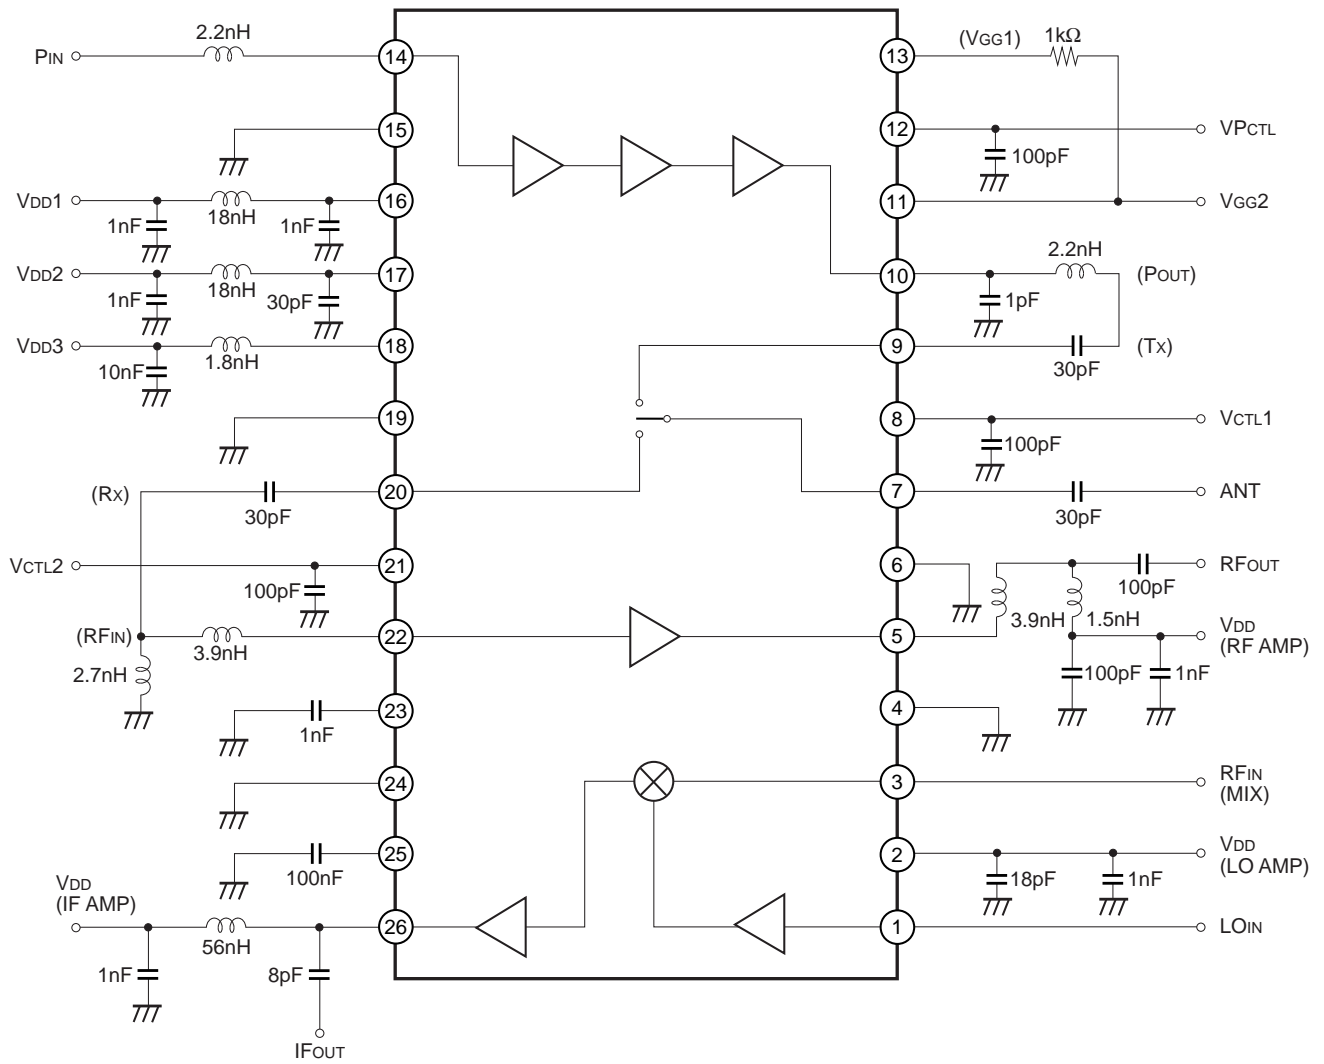 2.2nH
(VGG1)
1kΩ
PIN
14
13
15
12
VPCTL
100pF
VDD1
1nF
18nH
1nF
16
11
VGG2
2.2nH
VDD2
1nF
18nH
30pF
17
10
1pF
(POUT)
VDD3
10nF
1.8nH
18
9
30pF
(TX)
19
8
VCTL1
100pF
(RX)
30pF
20
7
30pF
ANT
VCTL2
100pF
21
6
100pF
RFOUT
3.9nH
1.5nH
(RFIN)
3.9nH
22
5
VDD
(RF AMP)
2.7nH
100pF
1nF
1nF
23
4
24
3
RFIN
(MIX)
100nF
25
2
18pF
1nF
VDD
(LO AMP)
VDD
(IF AMP)
56nH
26
1
LOIN
1nF
8pF
IFOUT